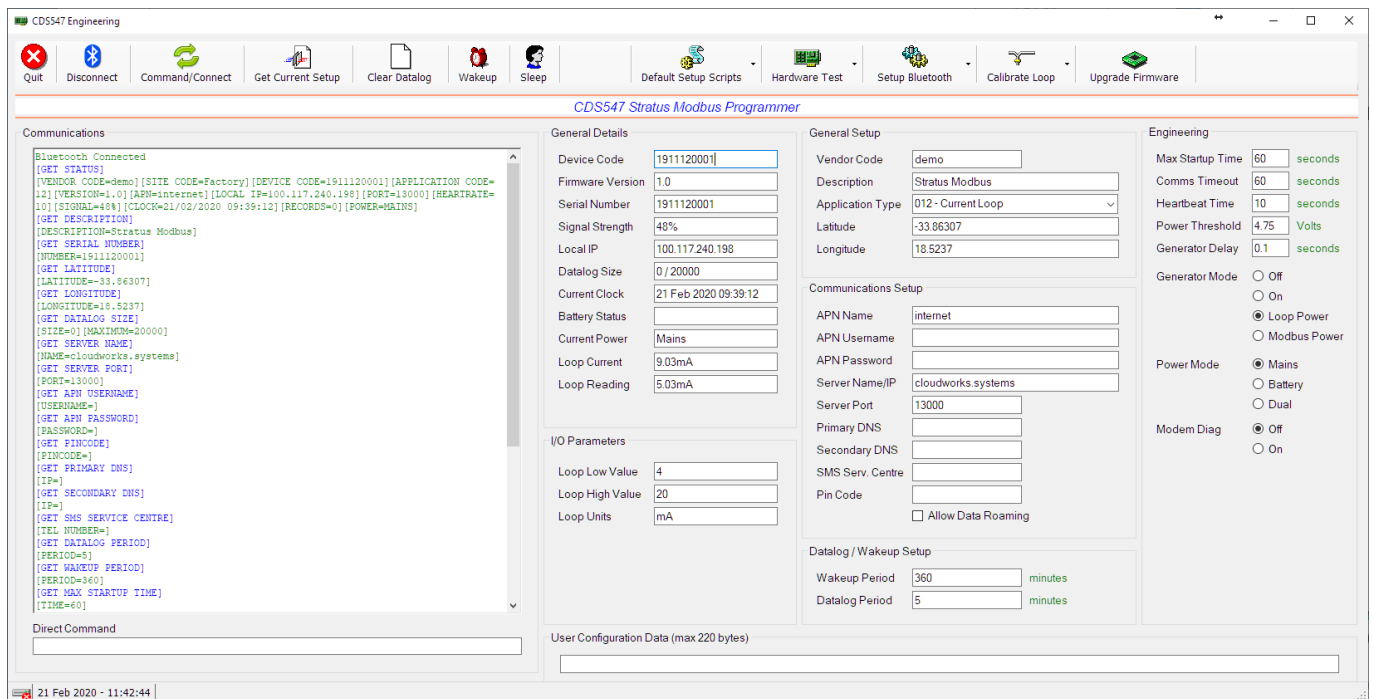 CDS547 Engineering
Quit
Disconnect
Command/Connect
Get Current Setup
Clear Datalog
Wakeup
Sleep
Default Setup Scripts
Hardware Test
Setup Bluetooth
Calibrate Loop
Upgrade Firmware
CDS547 Stratus Modbus Programmer
Communications
Bluetooth Connected
[GET STATUS]
[VENDOR CODE=demo][SITE CODE=Factory][DEVICE CODE=1911120001][APPLICATION CODE=
12][VERSION=1.0][APN=internet][LOCAL IP=100.117.240.198][PORT=13000][HEARTRATE=
10][SIGNAL=48%][CLOCK=21/02/2020 09:39:12][RECORDS=0][POWER=MAINS]
[GET DESCRIPTION]
[DESCRIPTION=Stratus Modbus]
[GET SERIAL NUMBER]
[NUMBER=1911120001]
[GET LATITUDE]
[LATITUDE=-33.86307]
[GET LONGITUDE]
[LONGITUDE=18.5237]
[GET DATALOG SIZE]
[SIZE=0][MAXIMUM=20000]
[GET SERVER NAME]
[NAME=cloudworks.systems]
[GET SERVER PORT]
[PORT=13000]
[GET APN USERNAME]
[USERNAME=]
[GET APN PASSWORD]
[PASSWORD=]
[GET PINCODE]
[PINCODE=]
[GET PRIMARY DNS]
[IP=]
[GET SECONDARY DNS]
[IP=]
[GET SMS SERVICE CENTRE]
[TEL NUMBER=]
[GET DATALOG PERIOD]
[PERIOD=5]
[GET WAKEUP PERIOD]
[PERIOD=360]
[GET MAX STARTUP TIME]
[TIME=60]
Direct Command
General Details
Device Code 1911120001
Firmware Version 1.0
Serial Number 1911120001
Signal Strength 48%
Local IP 100.117.240.198
Datalog Size 0 / 20000
Current Clock 21 Feb 2020 09:39:12
Battery Status
Current Power Mains
Loop Current 9.03mA
Loop Reading 5.03mA
I/O Parameters
Loop Low Value 4
Loop High Value 20
Loop Units mA
General Setup
Vendor Code demo
Description Stratus Modbus
Application Type 012 - Current Loop
Latitude -33.86307
Longitude 18.5237
Communications Setup
APN Name internet
APN Username
APN Password
Server Name/IP cloudworks.systems
Server Port 13000
Primary DNS
Secondary DNS
SMS Serv. Centre
Pin Code
Allow Data Roaming
Datalog / Wakeup Setup
Wakeup Period 360 minutes
Datalog Period 5 minutes
Engineering
Max Startup Time 60 seconds
Comms Timeout 60 seconds
Heartbeat Time 10 seconds
Power Threshold 4.75 Volts
Generator Delay 0.1 seconds
Generator Mode Off
On
Loop Power
Modbus Power
Power Mode Mains
Battery
Dual
Modem Diag Off
On
User Configuration Data (max 220 bytes)
21 Feb 2020 - 11:42:44